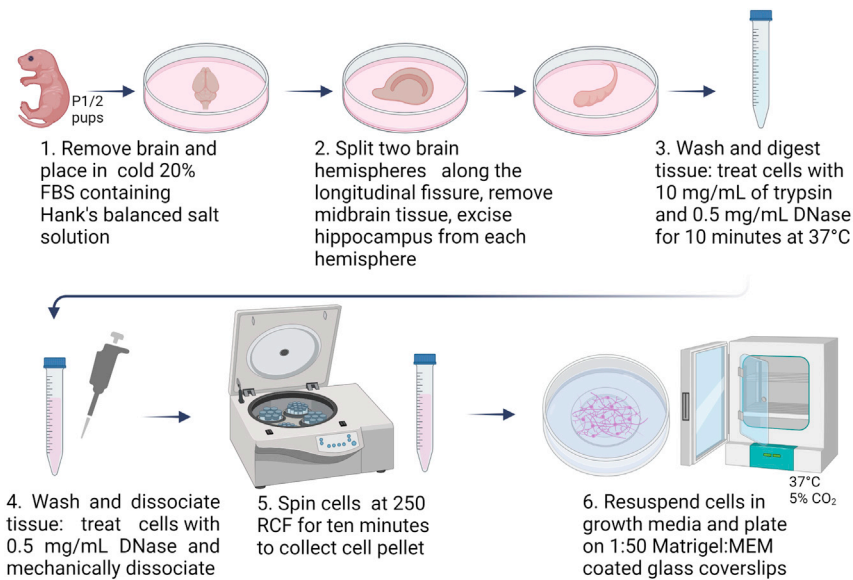 P1/2
pups
1. Remove brain and
place in cold 20%
FBS containing
Hank's balanced salt
solution
2. Split two brain
hemispheres along the
longitudinal fissure, remove
midbrain tissue, excise
hippocampus from each
hemisphere
3. Wash and digest
tissue: treat cells with
10 mg/mL of trypsin
and 0.5 mg/mL DNase
for 10 minutes at 37°C
4. Wash and dissociate
tissue: treat cells with
0.5 mg/mL DNase and
mechanically dissociate
5. Spin cells at 250
RCF for ten minutes
to collect cell pellet
37°C
5% CO₂
6. Resuspend cells in
growth media and plate
on 1:50 Matrigel:MEM
coated glass coverslips